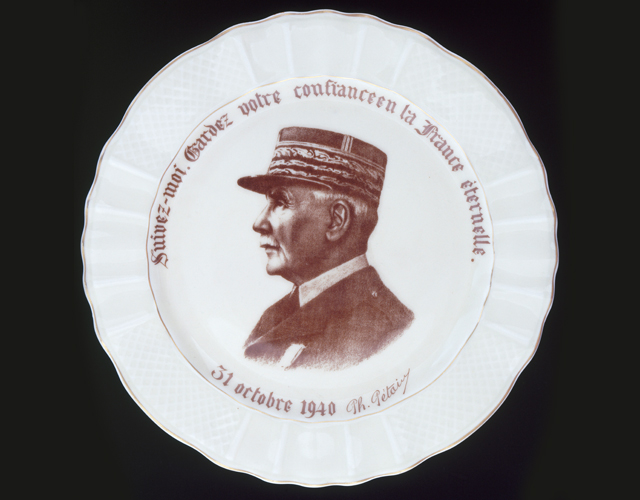 Suivez-moi. Gardez votre confiance en la France éternelle.
31 octobre 1940 Ph. Pétain